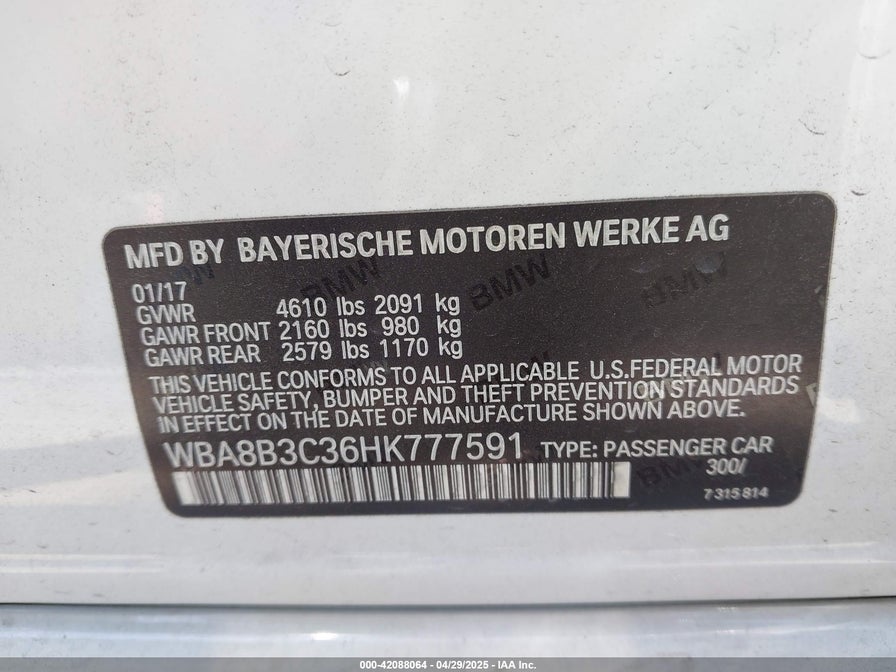 MFD BY BAYERISCHE MOTOREN WERKE AG
01/17
GVWR 4610 lbs 2091 kg
GAWR FRONT 2160 lbs 980 kg
GAWR REAR 2579 lbs 1170 kg
THIS VEHICLE CONFORMS TO ALL APPLICABLE U.S.FEDERAL MOTOR
VEHICLE SAFETY, BUMPER AND THEFT PREVENTION STANDARDS
IN EFFECT ON THE DATE OF MANUFACTURE SHOWN ABOVE.
WBA8B3C36HK777591 TYPE: PASSENGER CAR
300/
7315814
BMW
BMW
BMW
000-42088064 - 04/29/2025 - IAA Inc.